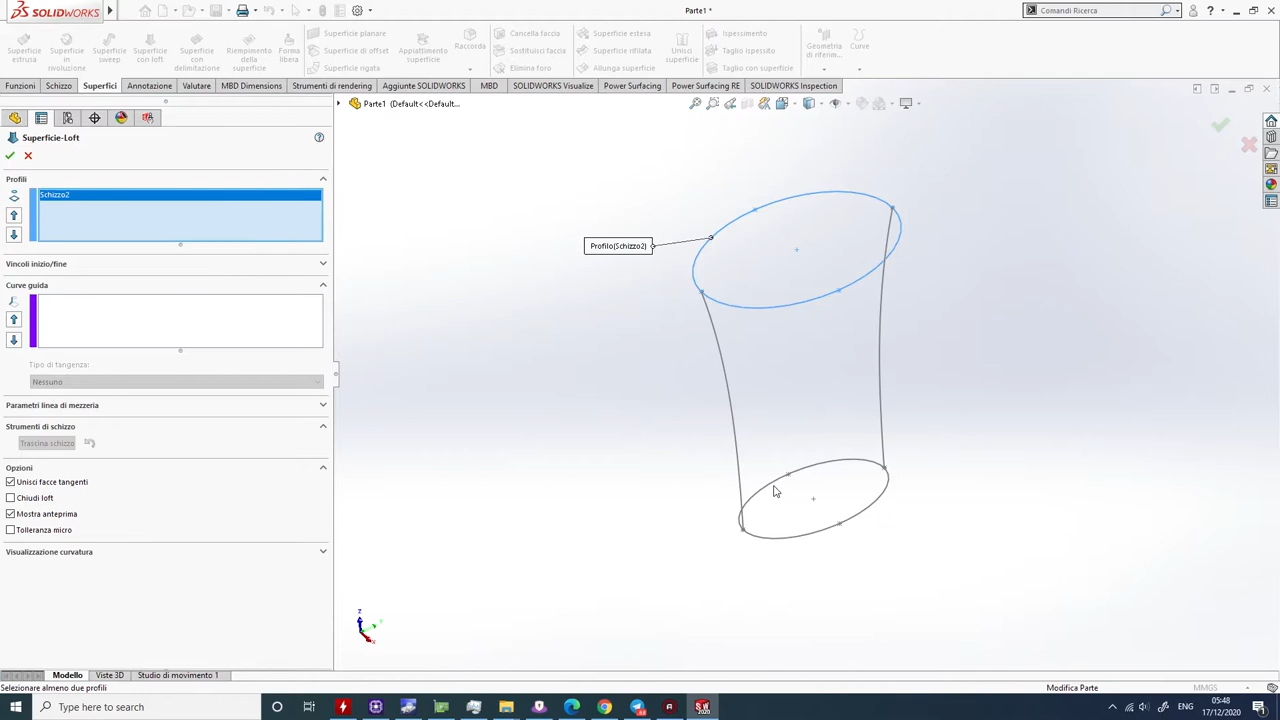 SOLIDWORKS
Parte1 *
Comandi Ricerca
Superficie estrusa
Superficie in rivoluzione
Superficie sweep
Superficie con loft
Superficie con delimitazione
Riempimento della superficie
Forma libera
Superficie planare
Superficie di offset
Superficie rigata
Appiattimento superficie
Raccorda
Cancella faccia
Sostituisci faccia
Elimina foro
Superficie estesa
Superficie rifilata
Allunga superficie
Unisci superficie
Ispessimento
Taglio ispessito
Taglio con superficie
Geometria di riferim...
Curve
Funzioni
Schizzo
Superfici
Annotazione
Valutare
MBD Dimensions
Strumenti di rendering
Aggiunte SOLIDWORKS
MBD
SOLIDWORKS Visualize
Power Surfacing
Power Surfacing RE
SOLIDWORKS Inspection
Parte1 (Default<<Default...
Superficie-Loft
Profili
Schizzo2
Vincoli inizio/fine
Curve guida
Tipo di tangenza:
Nessuno
Parametri linea di mezzeria
Strumenti di schizzo
Trascina schizzo
Opzioni
Unisci facce tangenti
Chiudi loft
Mostra anteprima
Tolleranza micro
Visualizzazione curvatura
Profilo(Schizzo2)
z
x
Modello
Viste 3D
Studio di movimento 1
Selezionare almeno due profili
Modifica Parte
MMGS
Type here to search
ENG
05:48
17/12/2020